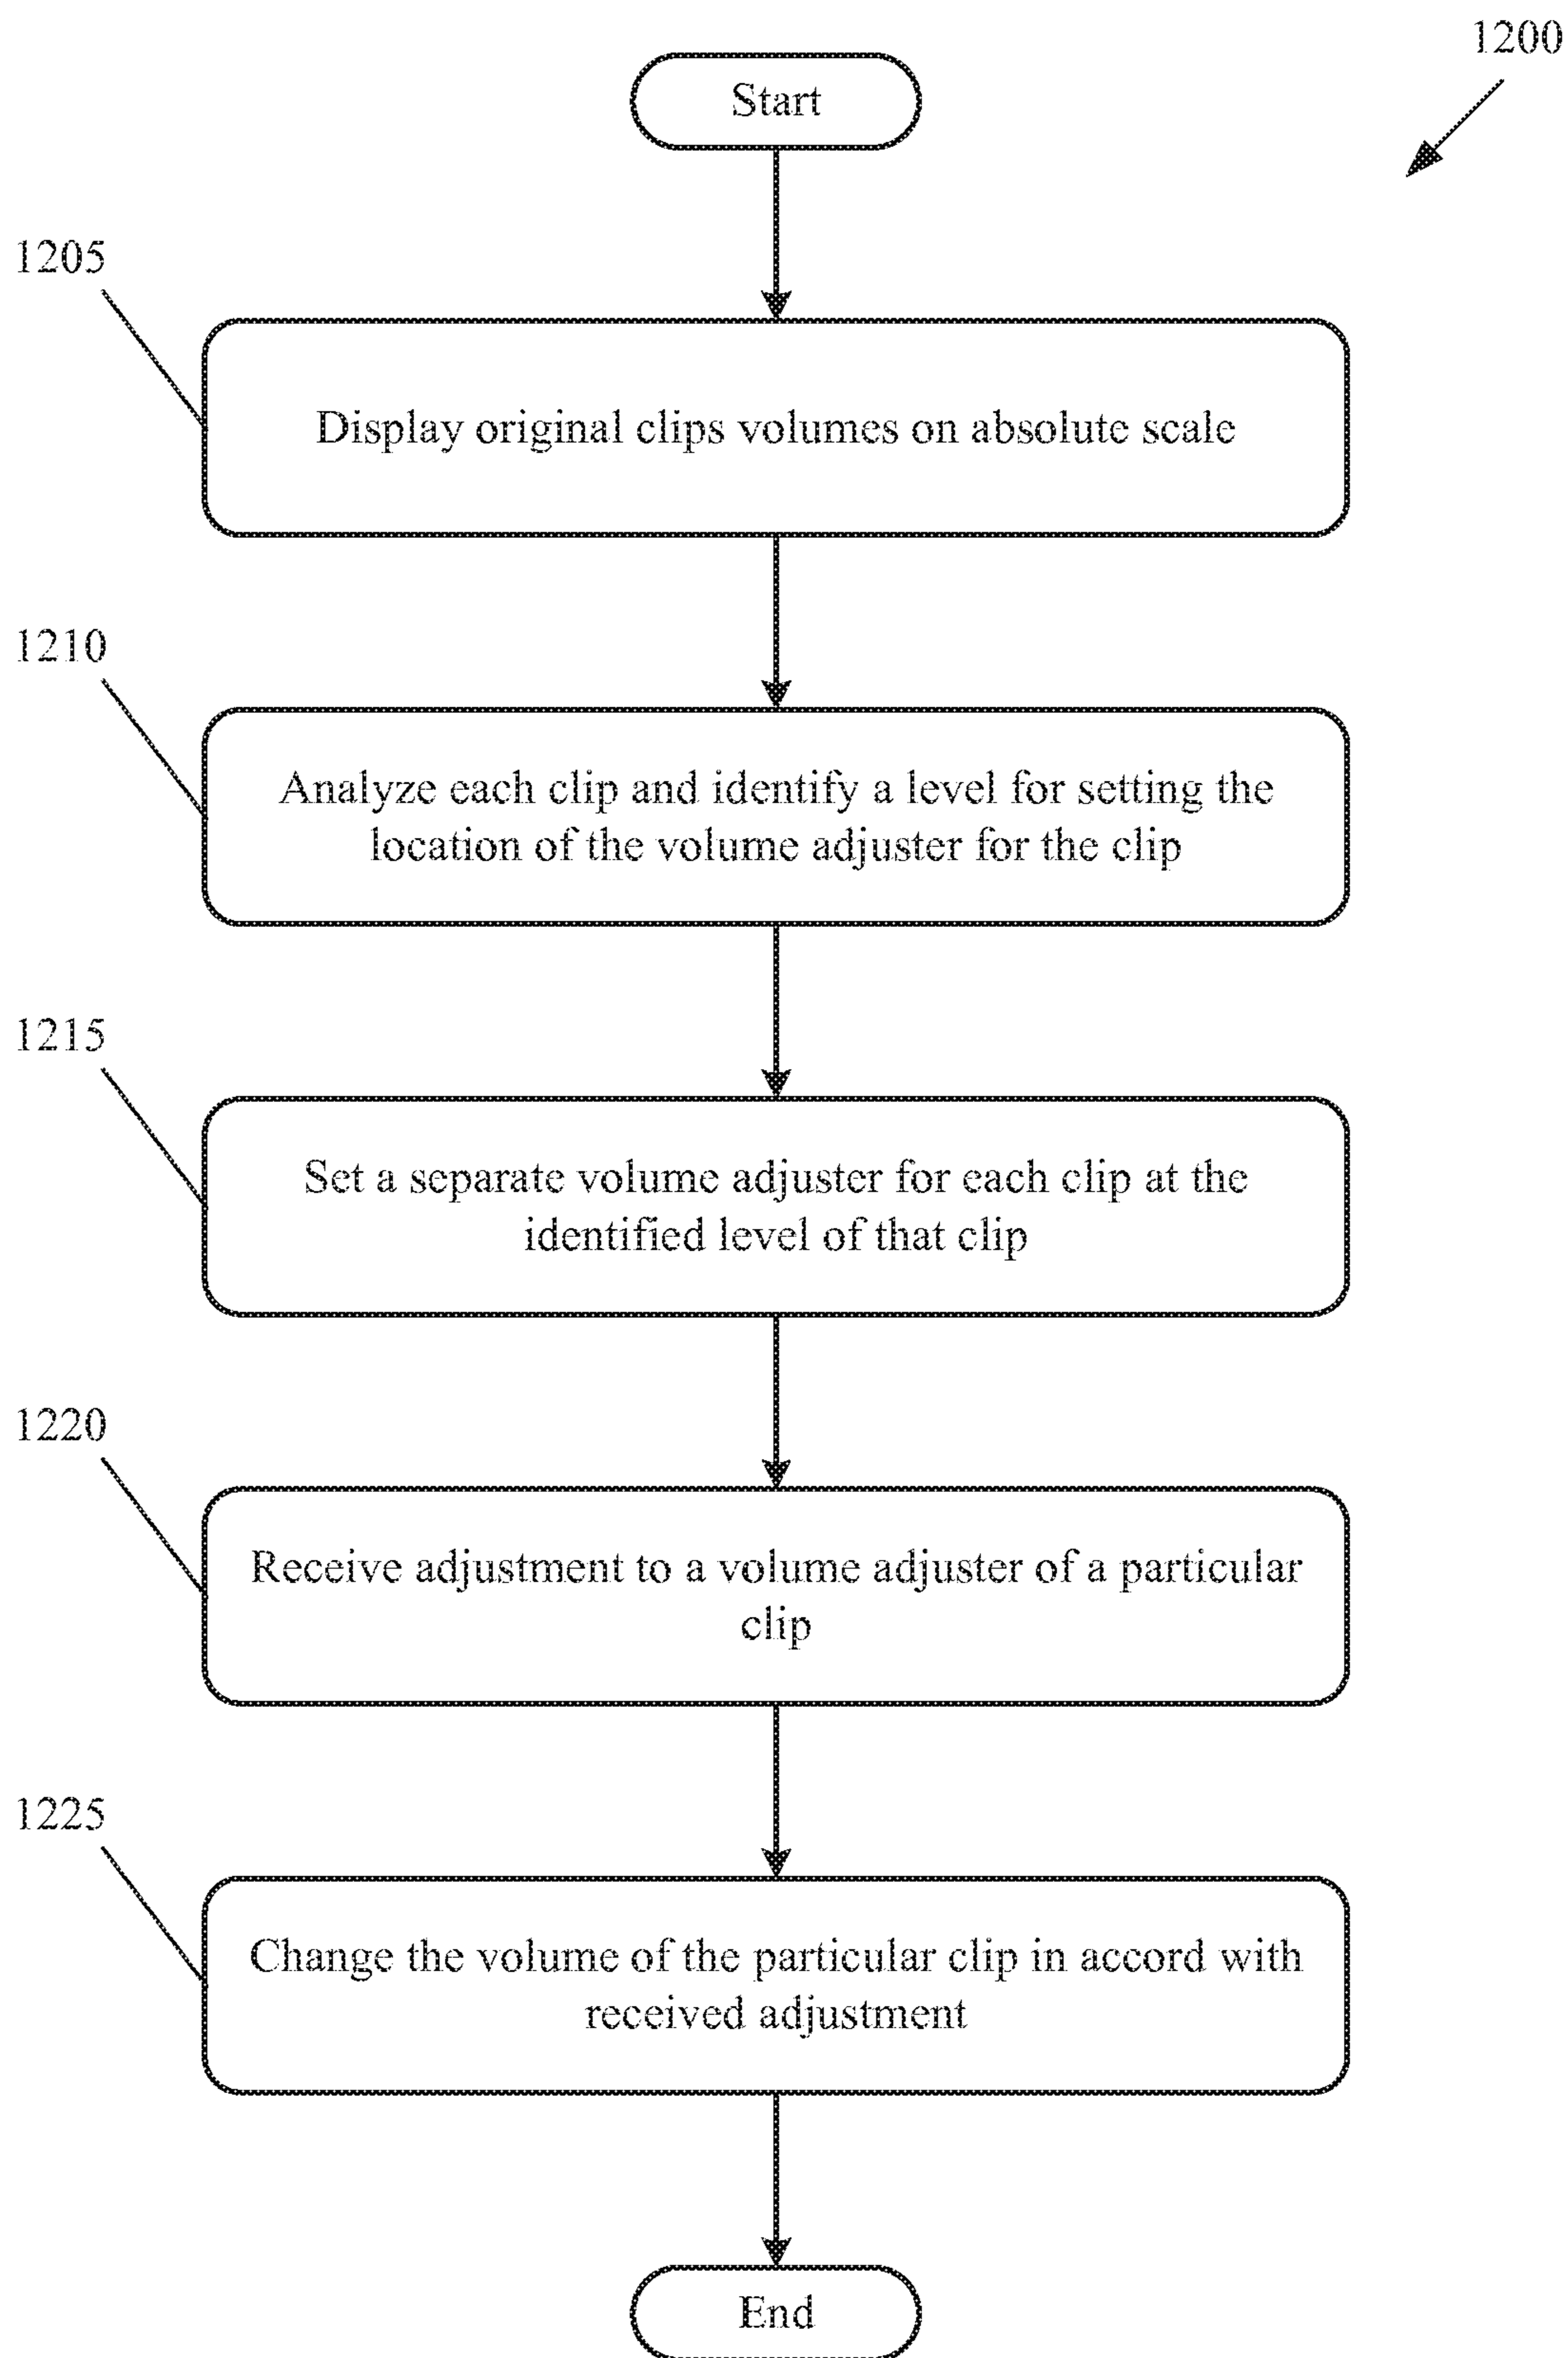 1200
Start
1205
Display original clips volumes on absolute scale
1210
Analyze each clip and identify a level for setting the
location of the volume adjuster for the clip
1215
Set a separate volume adjuster for each clip at the
identified level of that clip
1220
Receive adjustment to a volume adjuster of a particular
clip
1225
Change the volume of the particular clip in accord with
received adjustment
End